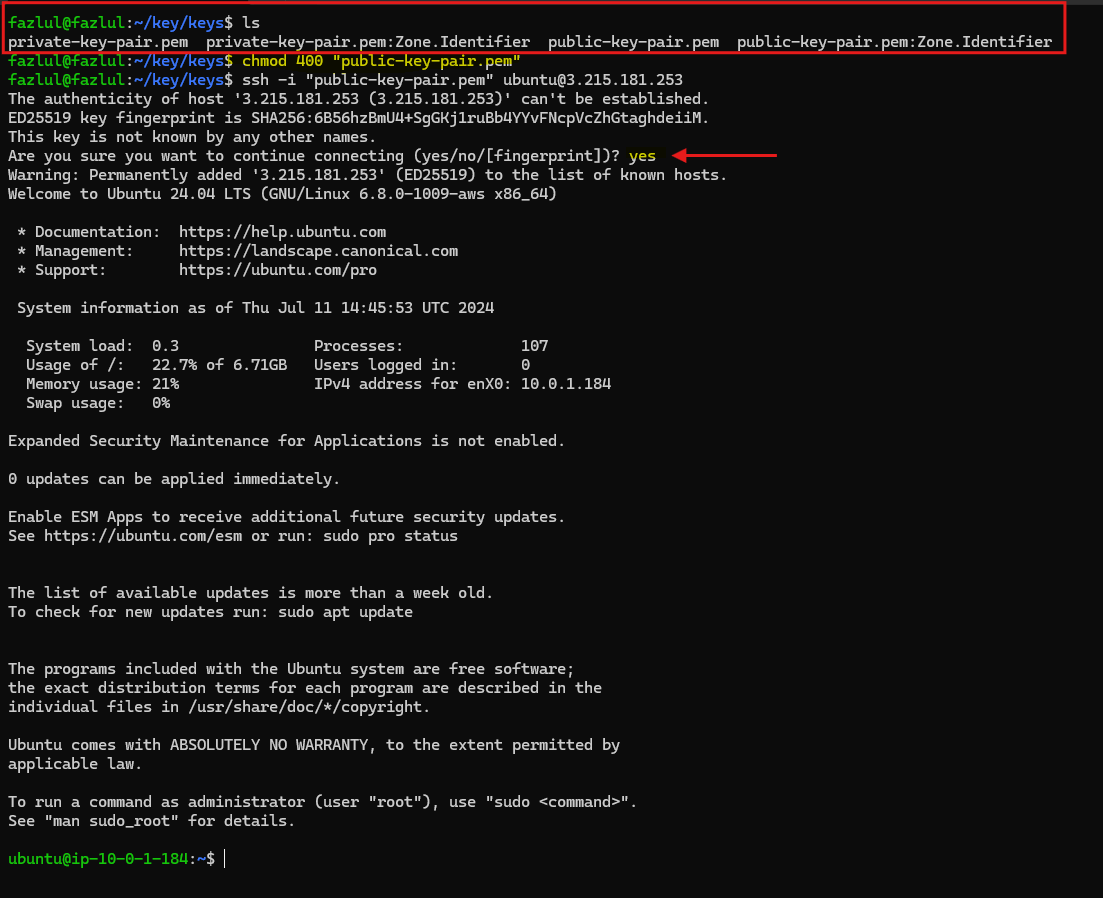 fazlul@fazlul:~/key/keys$ ls
private-key-pair.pem  private-key-pair.pem:Zone.Identifier  public-key-pair.pem  public-key-pair.pem:Zone.Identifier
fazlul@fazlul:~/key/keys$ chmod 400 "public-key-pair.pem"
fazlul@fazlul:~/key/keys$ ssh -i "public-key-pair.pem" ubuntu@3.215.181.253
The authenticity of host '3.215.181.253 (3.215.181.253)' can't be established.
ED25519 key fingerprint is SHA256:6B56hzBmU4+SgGKj1ruBb4YYvFNcpVcZhGtaghdeiiM.
This key is not known by any other names.
Are you sure you want to continue connecting (yes/no/[fingerprint])? yes
Warning: Permanently added '3.215.181.253' (ED25519) to the list of known hosts.
Welcome to Ubuntu 24.04 LTS (GNU/Linux 6.8.0-1009-aws x86_64)

 * Documentation:  https://help.ubuntu.com
 * Management:     https://landscape.canonical.com
 * Support:        https://ubuntu.com/pro

 System information as of Thu Jul 11 14:45:53 UTC 2024

  System load:  0.3               Processes:             107
  Usage of /:   22.7% of 6.71GB   Users logged in:       0
  Memory usage: 21%               IPv4 address for enX0: 10.0.1.184
  Swap usage:   0%

Expanded Security Maintenance for Applications is not enabled.

0 updates can be applied immediately.

Enable ESM Apps to receive additional future security updates.
See https://ubuntu.com/esm or run: sudo pro status


The list of available updates is more than a week old.
To check for new updates run: sudo apt update


The programs included with the Ubuntu system are free software;
the exact distribution terms for each program are described in the
individual files in /usr/share/doc/*/copyright.

Ubuntu comes with ABSOLUTELY NO WARRANTY, to the extent permitted by
applicable law.

To run a command as administrator (user "root"), use "sudo <command>".
See "man sudo_root" for details.

ubuntu@ip-10-0-1-184:~$